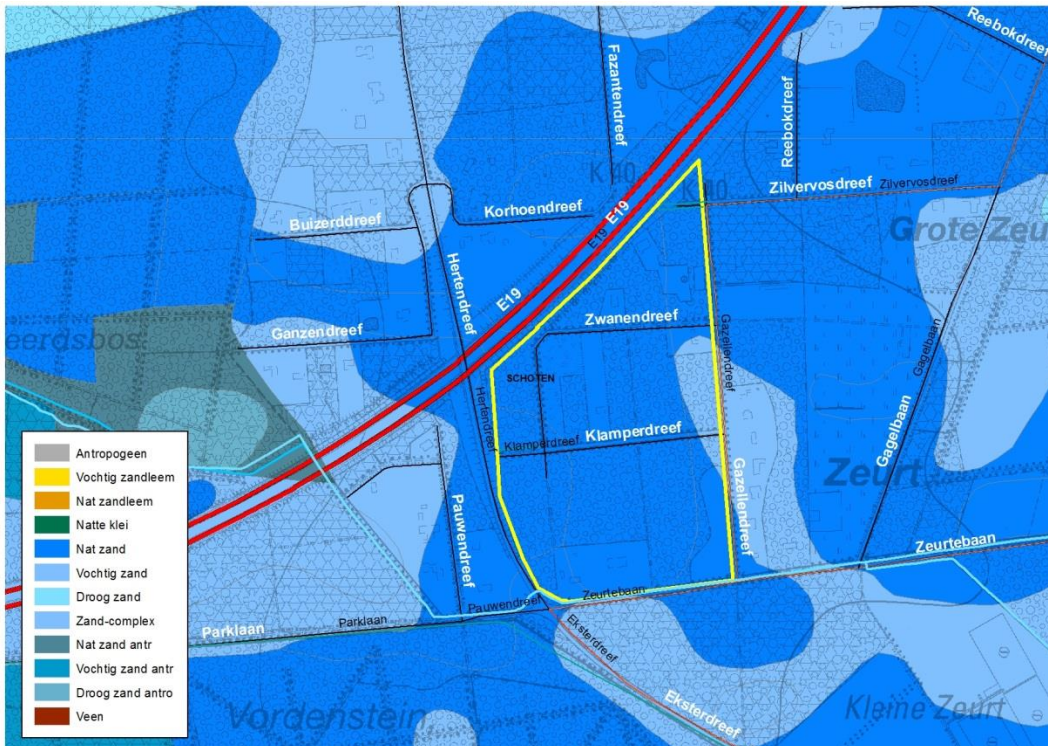 Reebokdreef
Fazantendreef
Reebokdreef
K 40
K 40
Zilvervosdreef
Zilvervosdreef
Korhoendreef
Buizerddreef
E19
E19
Grote Zeu
Hertendreef
E19
Ganzendreef
Zwanendreef
Gazellendreef
Gagelbaan
eerdsbos
SCHOTEN
Hertendreef
Klamperdreef
Klamperdreef
Gagelbaan
Zeurt
Gazellendreef
Pauwendreef
Zeurtebaan
Zeurtebaan
Pauwendreef
Parklaan
Parklaan
Eksterdreef
Eksterdreef
Vordenstein
Kleine Zeurt
Antropogeen
Vochtig zandleem
Nat zandleem
Natte klei
Nat zand
Vochtig zand
Droog zand
Zand-complex
Nat zand antr
Vochtig zand antr
Droog zand antro
Veen